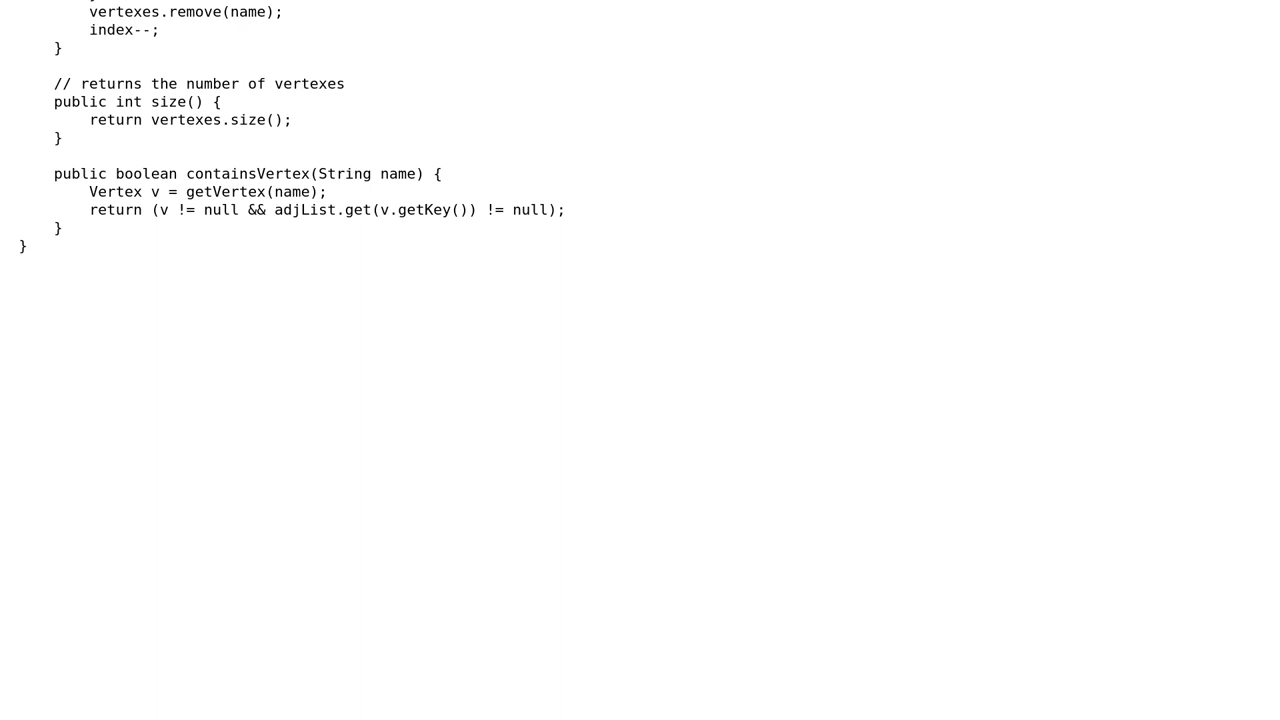 vertexes.remove(name);
index--;
}
// returns the number of vertexes
public int size() {
return vertexes.size();
}
public boolean containsVertex(String name) {
Vertex v = getVertex(name);
return (v != null && adjList.get(v.getKey()) != null);
}
}